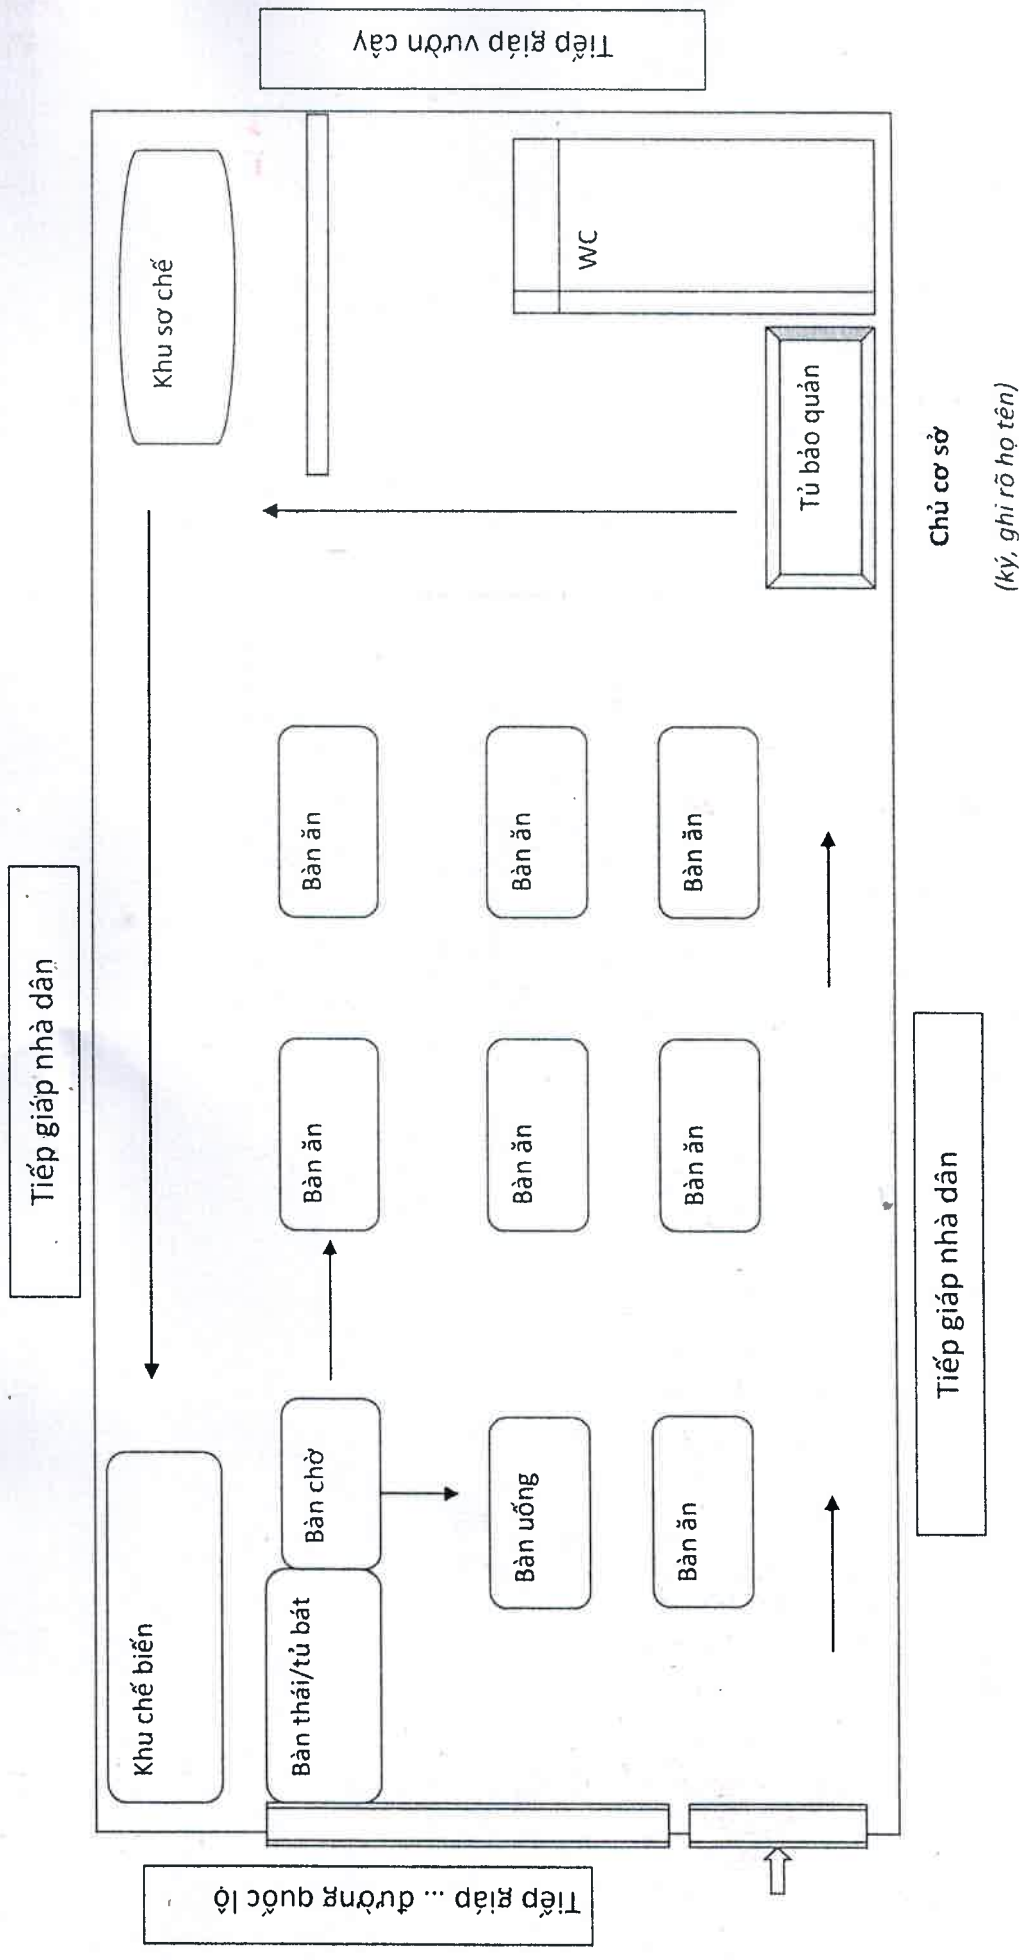 Tiếp giáp nhà dân
Tiếp giáp vườn cây
Tiếp giáp ... đường quốc lộ
Khu chế biến
Khu sơ chế
Bàn thái/tủ bát
Bàn chờ
Bàn ăn
Bàn ăn
Bàn uống
Bàn ăn
Bàn ăn
WC
Bàn ăn
Bàn ăn
Bàn ăn
Tủ bảo quản
Tiếp giáp nhà dân
Chủ cơ sở
(ký, ghi rõ họ tên)